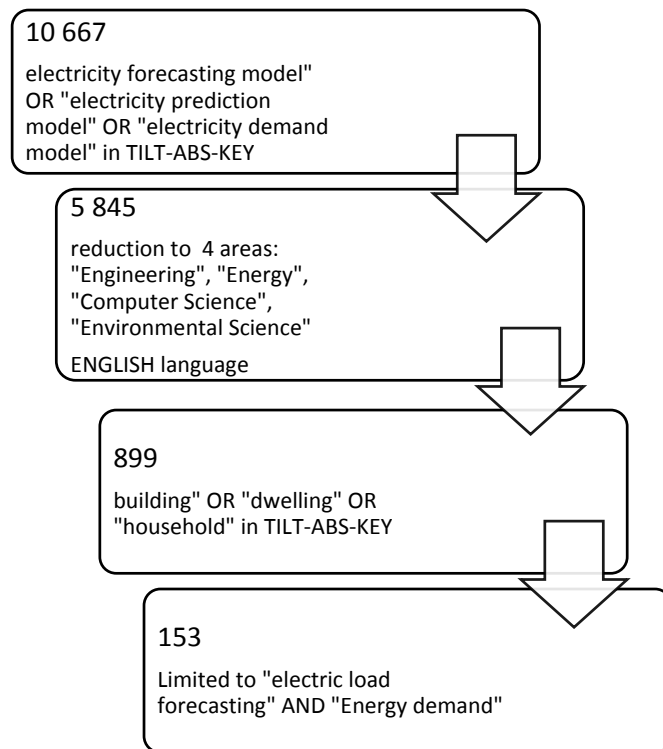 10 667
electricity forecasting model"
OR "electricity prediction
model" OR "electricity demand
model" in TILT-ABS-KEY
5 845
reduction to 4 areas:
"Engineering", "Energy",
"Computer Science",
"Environmental Science"
ENGLISH language
899
building" OR "dwelling" OR
"household" in TILT-ABS-KEY
153
Limited to "electric load
forecasting" AND "Energy demand"